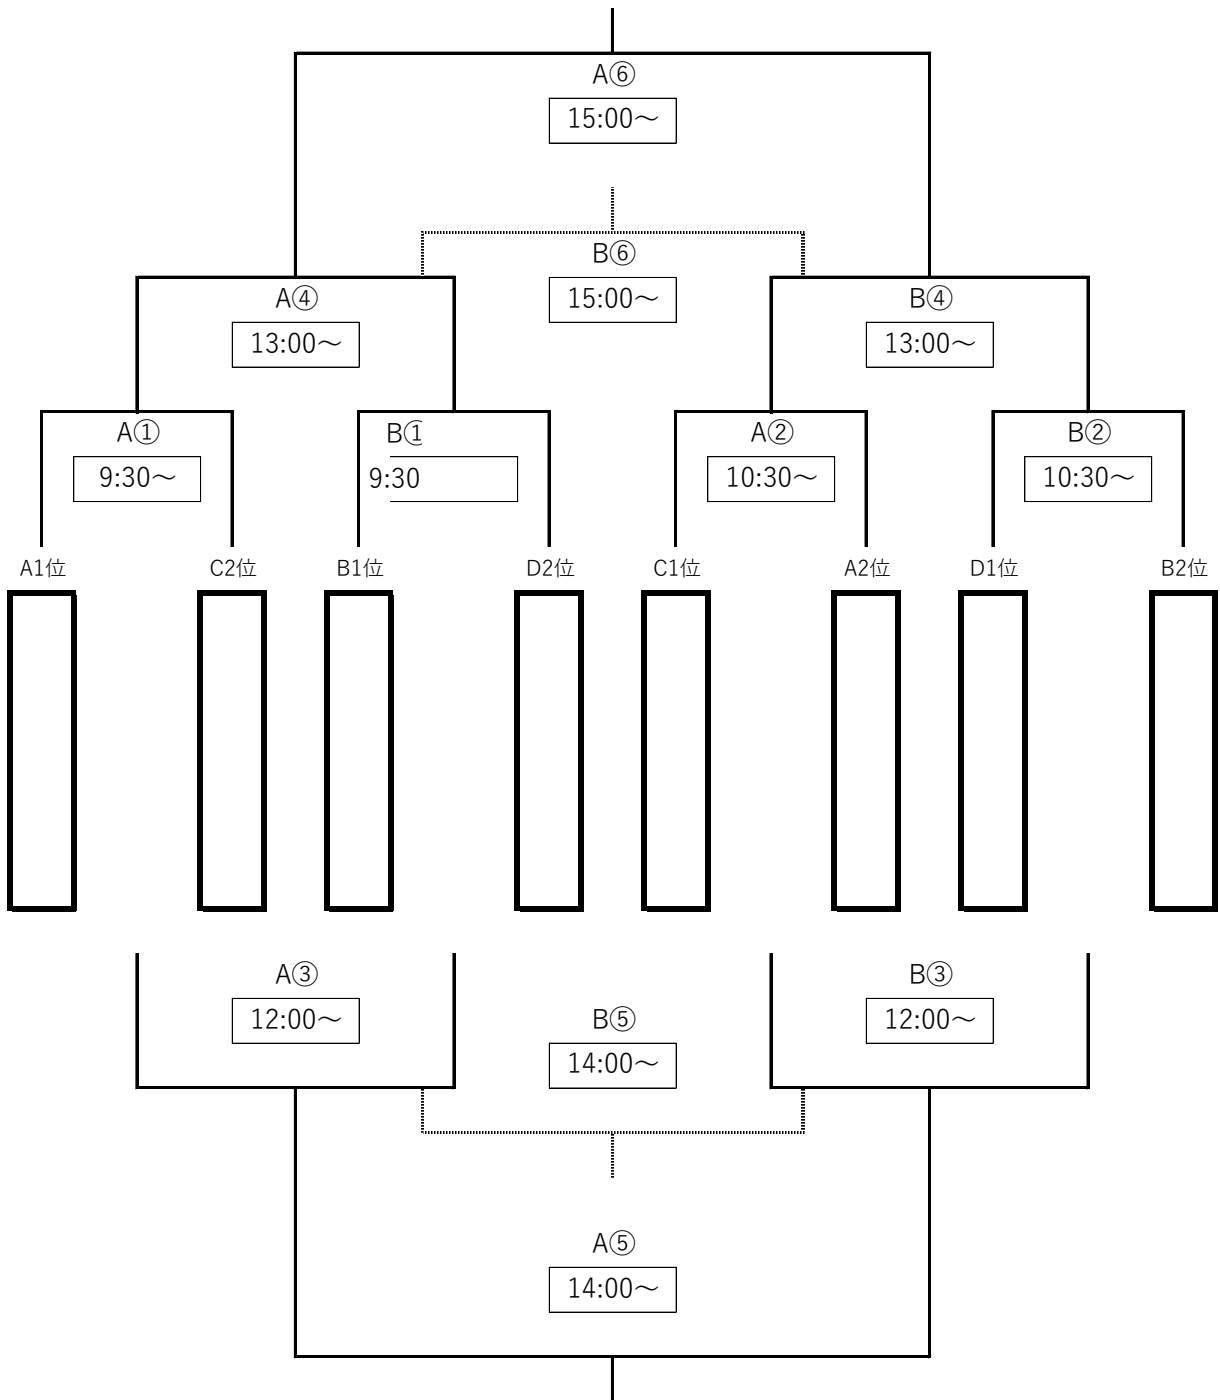 A⑥
15:00～
B⑥
15:00～
A④
13:00～
B④
13:00～
A①
9:30～
B①
9:30
A②
10:30～
B②
10:30～
A1位
C2位
B1位
D2位
C1位
A2位
D1位
B2位
A③
12:00～
B③
12:00～
B⑤
14:00～
A⑤
14:00～